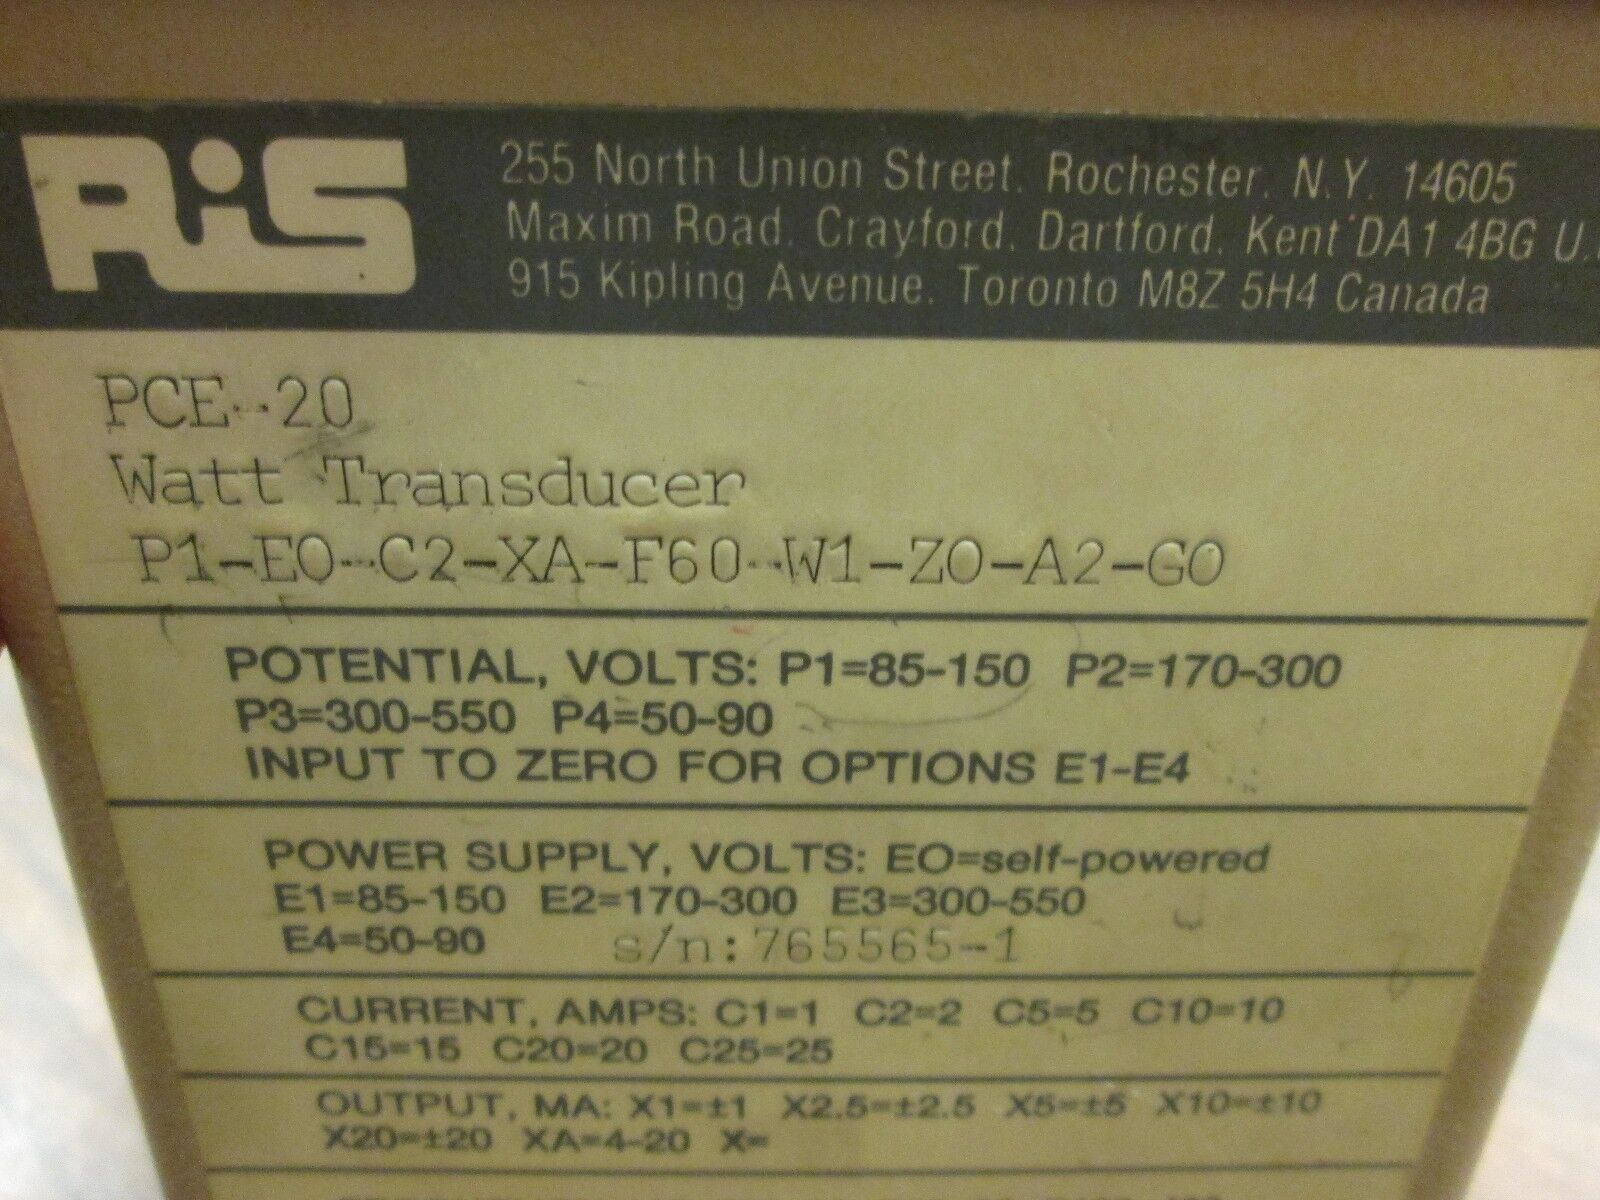 RiS
255 North Union Street, Rochester, N.Y. 14605
Maxim Road, Crayford, Dartford, Kent DA1 4BG U.
915 Kipling Avenue, Toronto M8Z 5H4 Canada
PCE-20
Watt Transducer
P1-E0-C2-XA-F60-W1-Z0-A2-G0
POTENTIAL, VOLTS: P1=85-150 P2=170-300
P3=300-550 P4=50-90
INPUT TO ZERO FOR OPTIONS E1-E4
POWER SUPPLY, VOLTS: EO=self-powered
E1=85-150 E2=170-300 E3=300-550
E4=50-90 s/n:765565-1
CURRENT, AMPS: C1=1 C2=2 C5=5 C10=10
C15=15 C20=20 C25=25
OUTPUT, MA: X1=±1 X2.5=±2.5 X5=±5 X10=±10
X20=±20 XA=4-20 X=